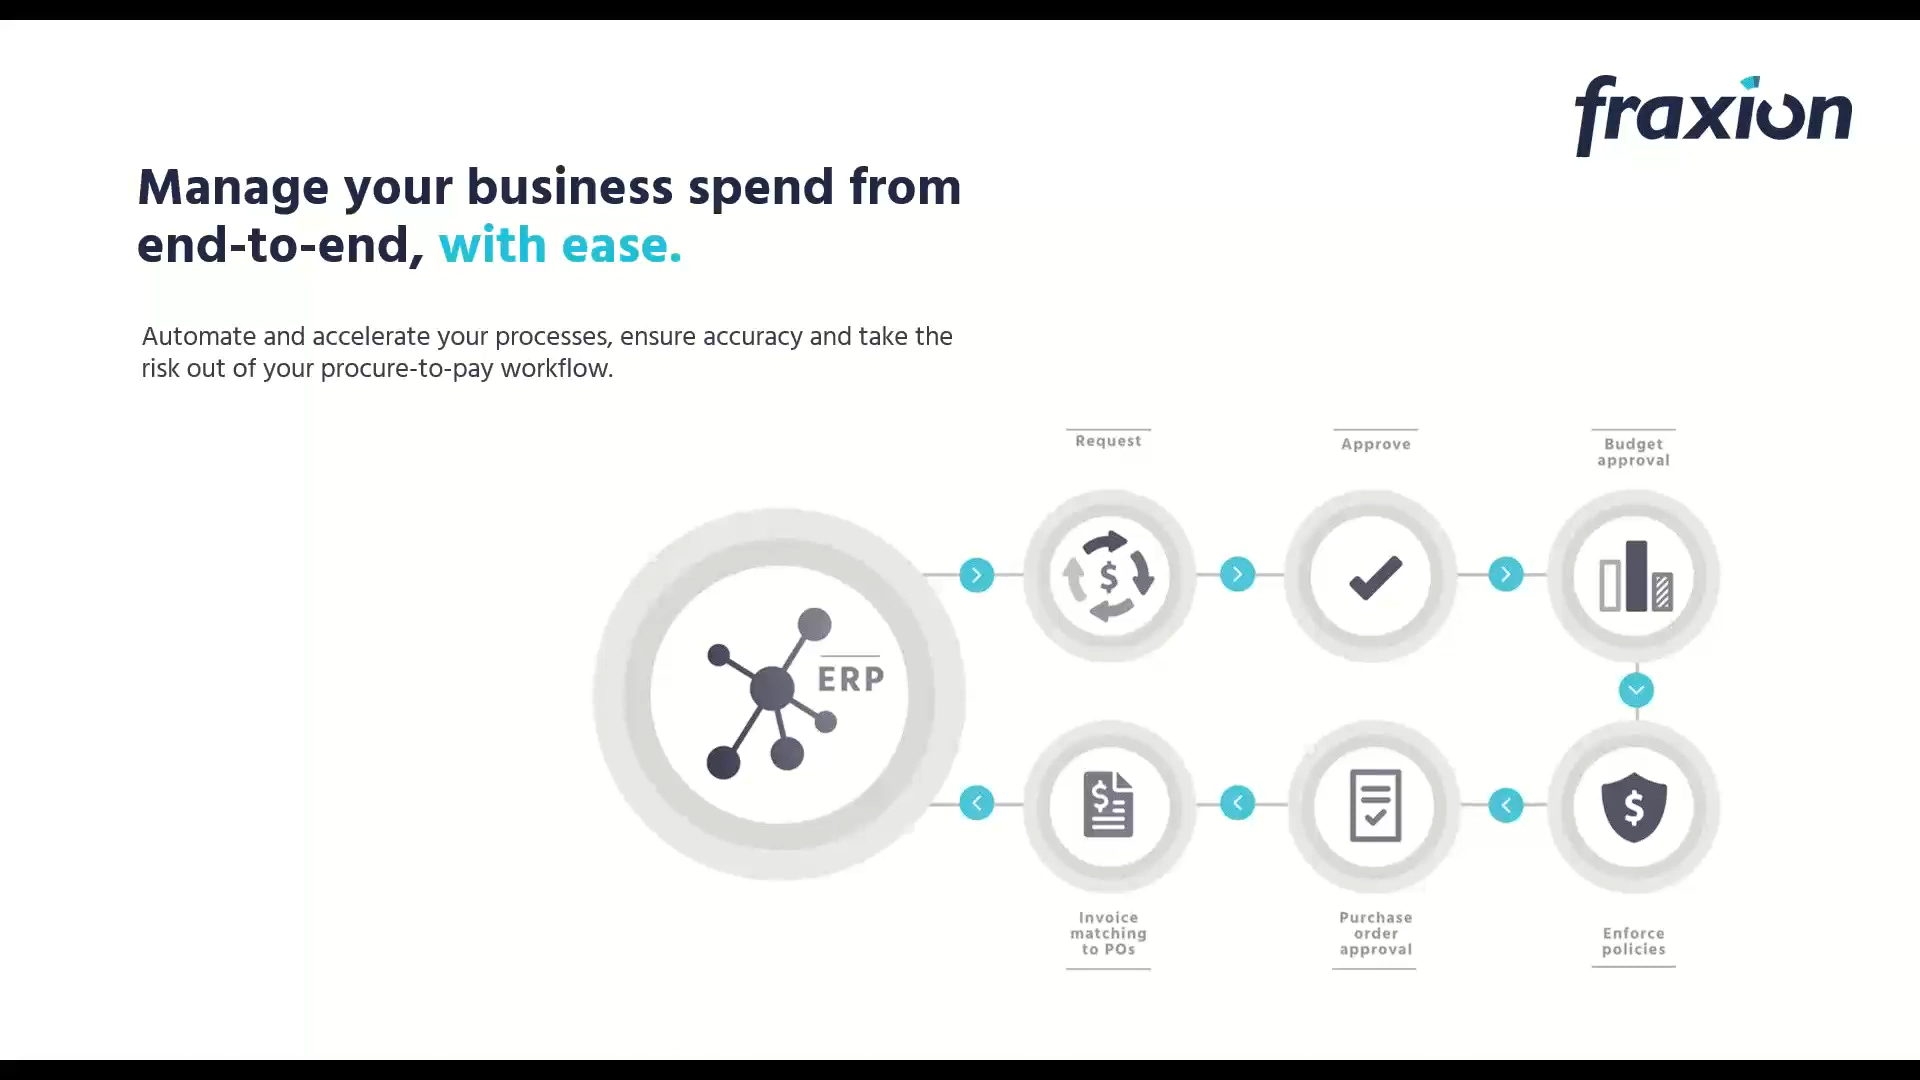 fraxion
Manage your business spend from
end-to-end, with ease.
Automate and accelerate your processes, ensure accuracy and take the
risk out of your procure-to-pay workflow.
Request
Approve
Budget
approval
ERP
Invoice
matching
to POs
Purchase
order
approval
Enforce
policies